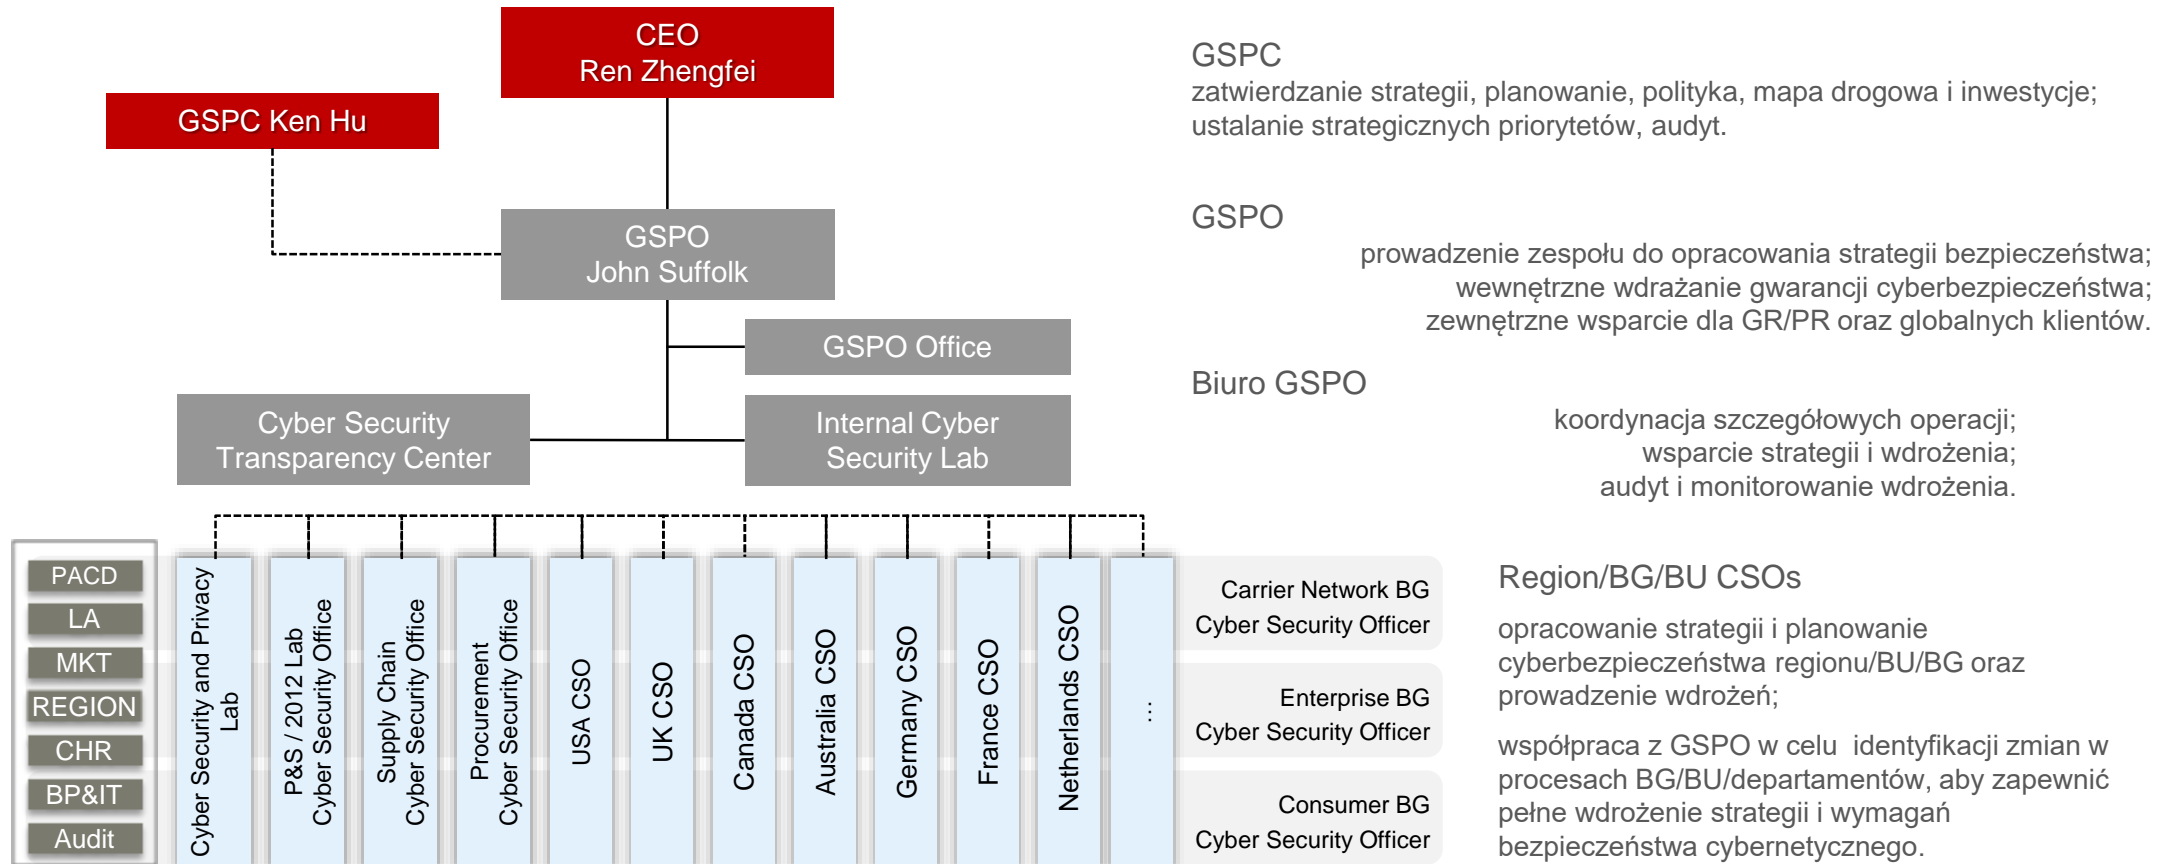 CEO
Ren Zhengfei
GSPC Ken Hu
GSPO
John Suffolk
GSPO Office
Cyber Security
Transparency Center
Internal Cyber
Security Lab
PACD
LA
MKT
REGION
CHR
BP&IT
Audit
Cyber Security and Privacy
Lab
P&S / 2012 Lab
Cyber Security Office
Supply Chain
Cyber Security Office
Procurement
Cyber Security Office
USA CSO
UK CSO
Canada CSO
Australia CSO
Germany CSO
France CSO
Netherlands CSO
...
Carrier Network BG
Cyber Security Officer
Enterprise BG
Cyber Security Officer
Consumer BG
Cyber Security Officer
GSPC
zatwierdzanie strategii, planowanie, polityka, mapa drogowa i inwestycje;
ustalanie strategicznych priorytetów, audyt.
GSPO
prowadzenie zespołu do opracowania strategii bezpieczeństwa;
wewnętrzne wdrażanie gwarancji cyberbezpieczeństwa;
zewnętrzne wsparcie dla GR/PR oraz globalnych klientów.
Biuro GSPO
koordynacja szczegółowych operacji;
wsparcie strategii i wdrożenia;
audyt i monitorowanie wdrożenia.
Region/BG/BU CSOs
opracowanie strategii i planowanie
cyberbezpieczeństwa regionu/BU/BG oraz
prowadzenie wdrożeń;
współpraca z GSPO w celu  identyfikacji zmian w
procesach BG/BU/departamentów, aby zapewnić
pełne wdrożenie strategii i wymagań
bezpieczeństwa cybernetycznego.